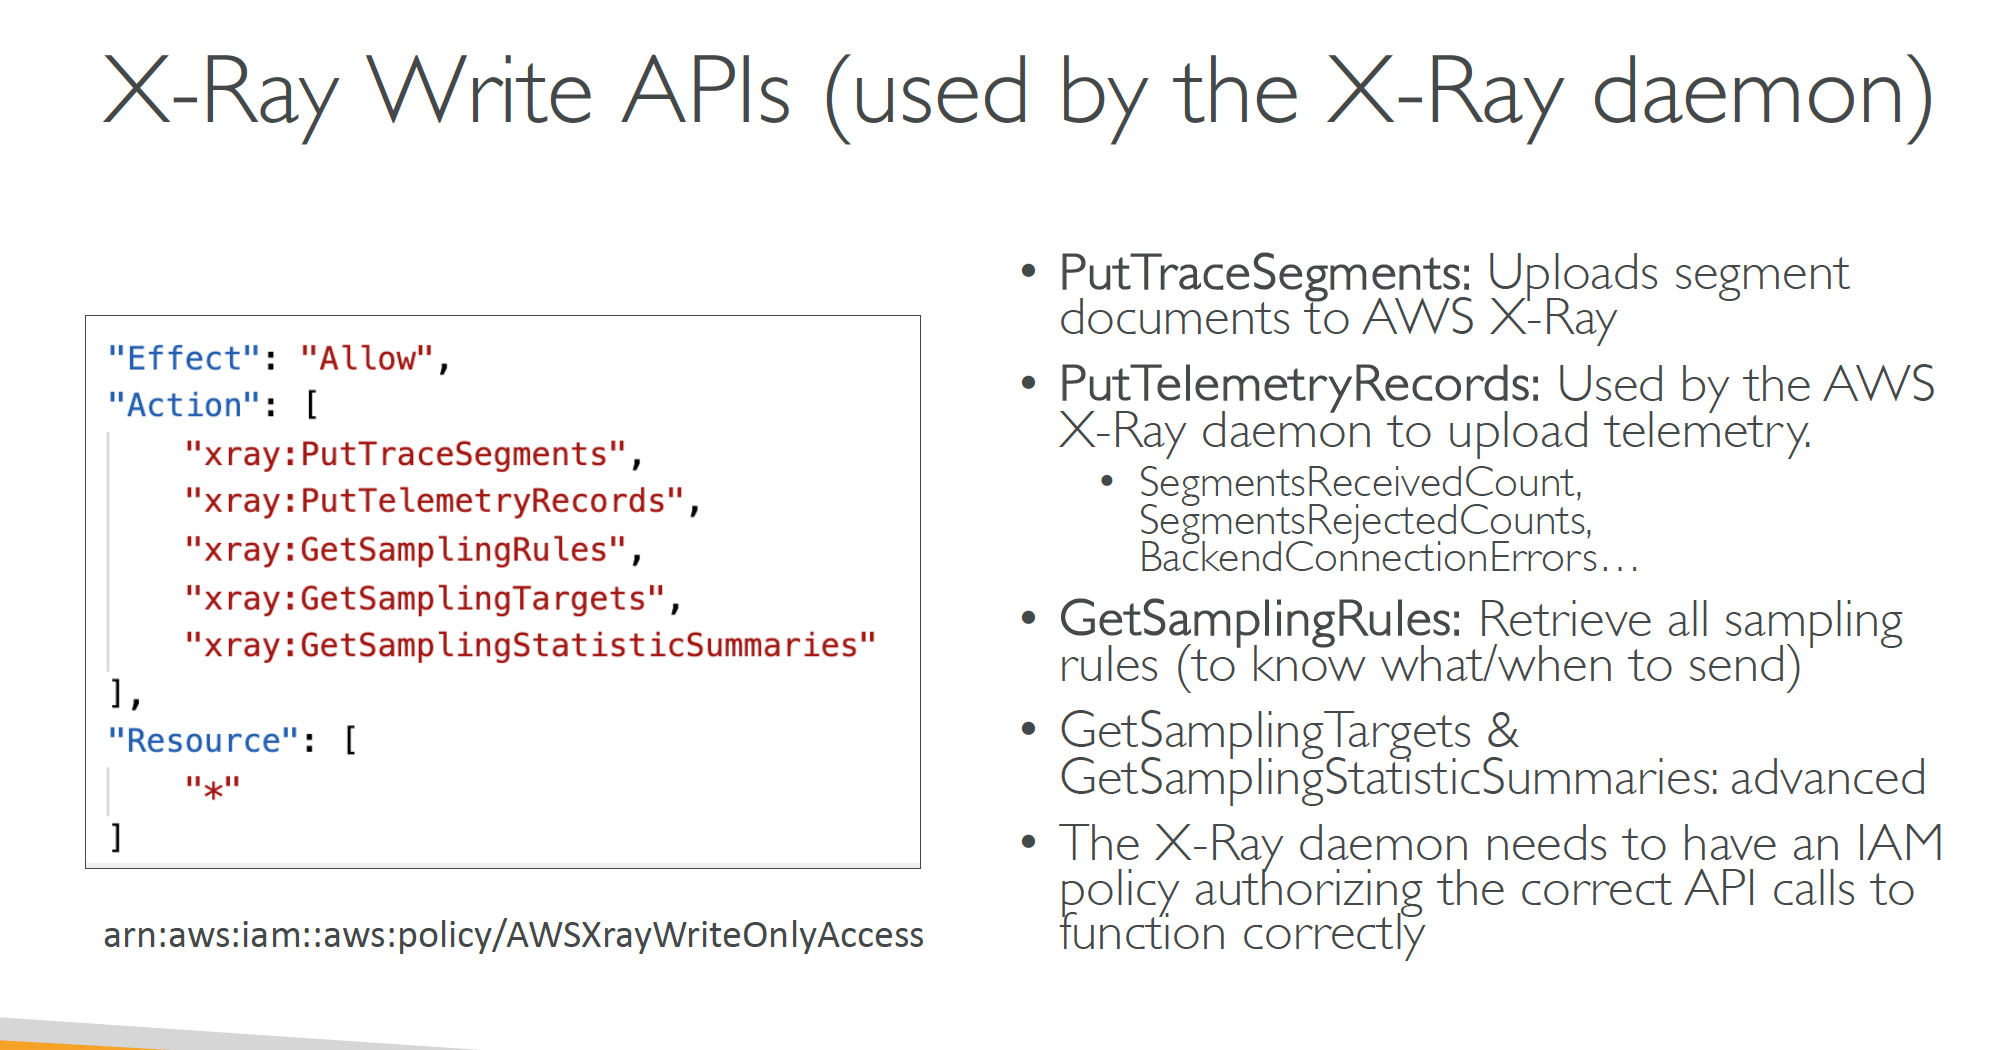 X-Ray Write APIs (used by the X-Ray daemon)
"Effect": "Allow",
"Action": [
"xray:PutTraceSegments",
"xray:PutTelemetryRecords",
"xray:GetSamplingRules",
"xray:GetSamplingTargets",
"xray:GetSamplingStatisticSummaries"
],
"Resource": [
"*"
]
arn:aws:iam::aws:policy/AWSXrayWriteOnlyAccess
• PutTraceSegments: Uploads segment
documents to AWS X-Ray
• PutTelemetryRecords: Used by the AWS
X-Ray daemon to upload telemetry.
• SegmentsReceivedCount,
SegmentsRejectedCounts,
BackendConnectionErrors…
• GetSamplingRules: Retrieve all sampling
rules (to know what/when to send)
• GetSamplingTargets &
GetSamplingStatisticSummaries: advanced
• The X-Ray daemon needs to have an IAM
policy authorizing the correct API calls to
function correctly